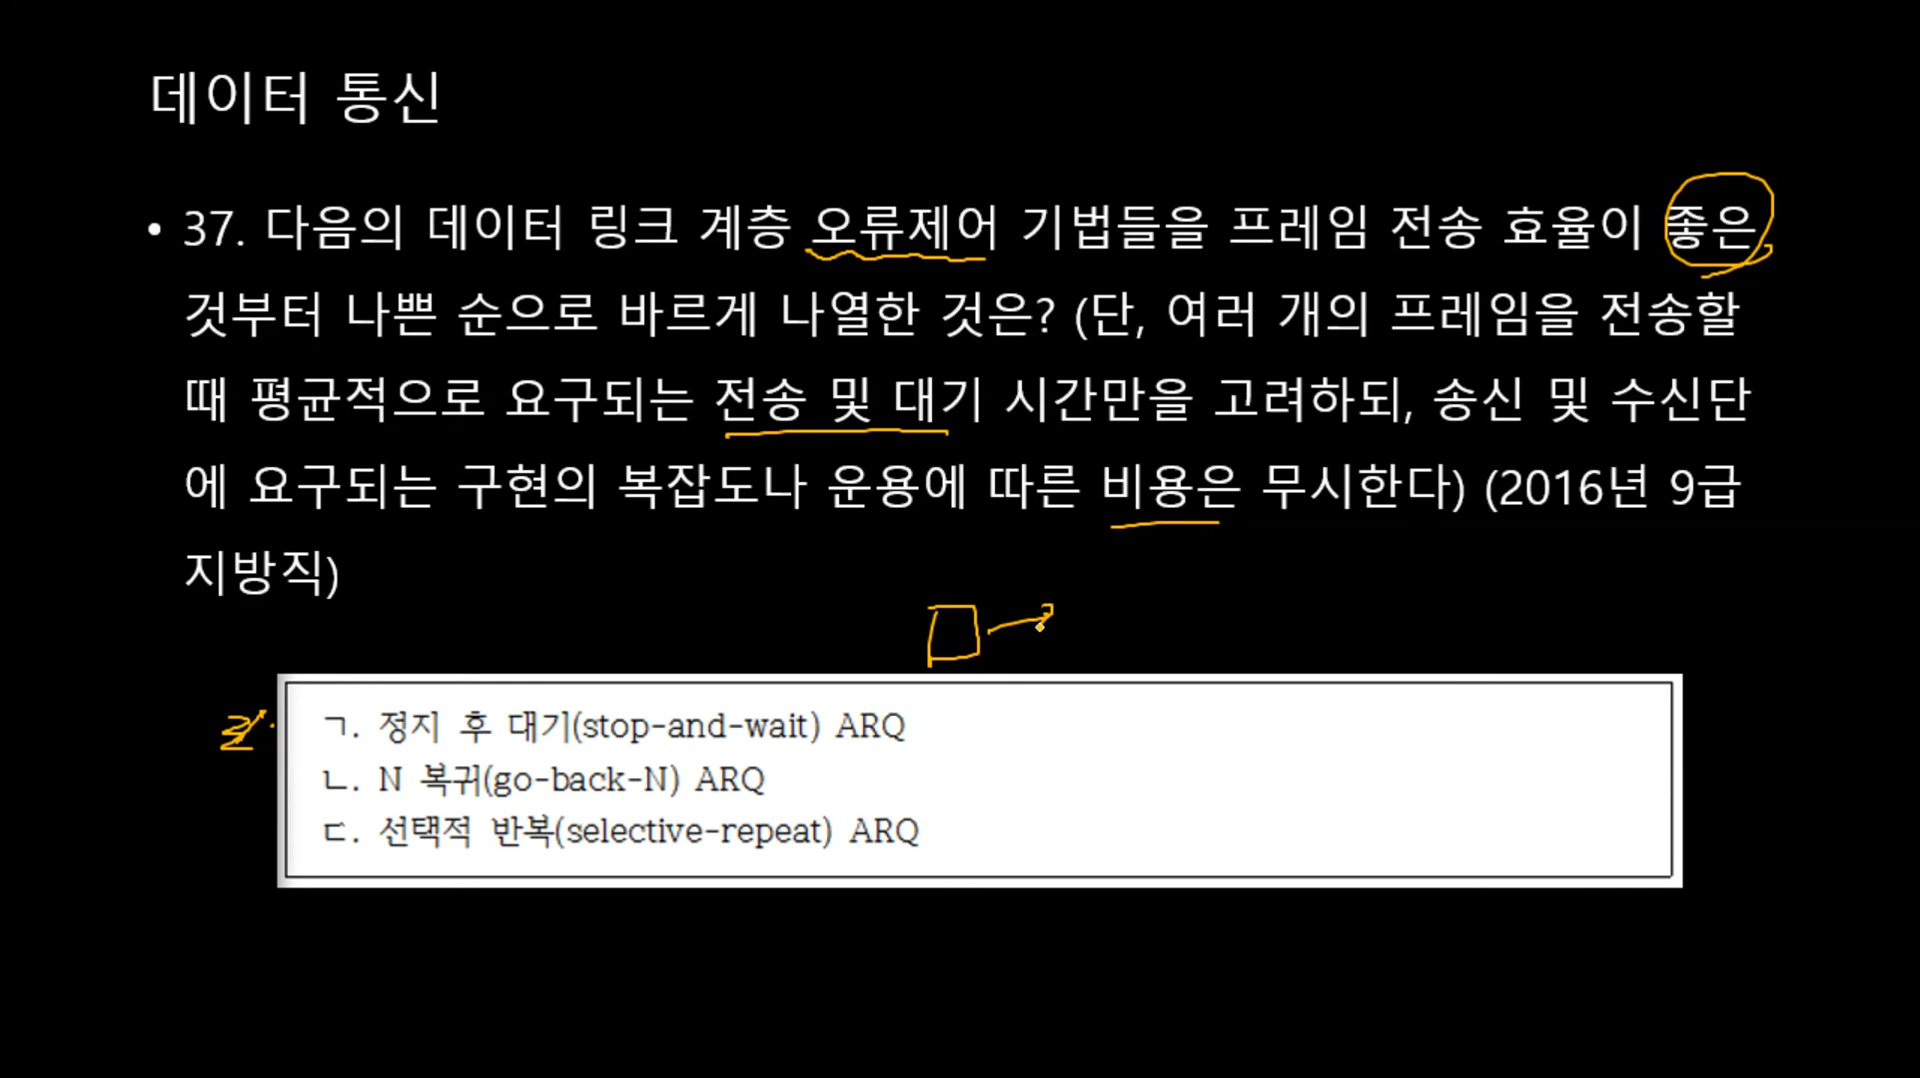 데이터 통신
• 37. 다음의 데이터 링크 계층 오류제어 기법들을 프레임 전송 효율이 좋은
것부터 나쁜 순으로 바르게 나열한 것은? (단, 여러 개의 프레임을 전송할
때 평균적으로 요구되는 전송 및 대기 시간만을 고려하되, 송신 및 수신단
에 요구되는 구현의 복잡도나 운용에 따른 비용은 무시한다) (2016년 9급
지방직)
ㄱ. 정지 후 대기(stop-and-wait) ARQ
ㄴ. N 복귀(go-back-N) ARQ
ㄷ. 선택적 반복(selective-repeat) ARQ